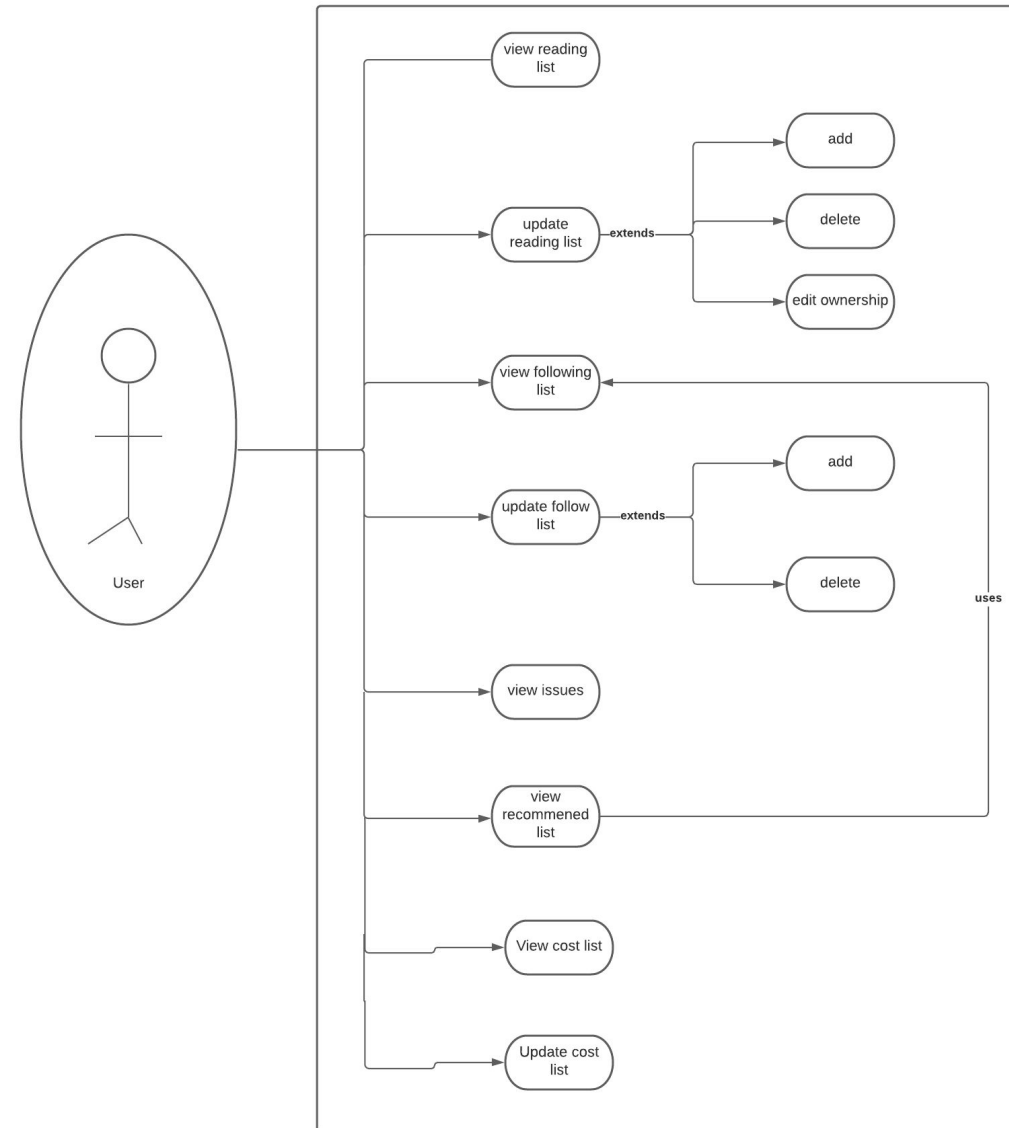 view reading
list
add
update
reading list
extends
delete
edit ownership
view following
list
add
update follow
list
extends
delete
User
uses
view issues
view
recommened
list
View cost list
Update cost
list